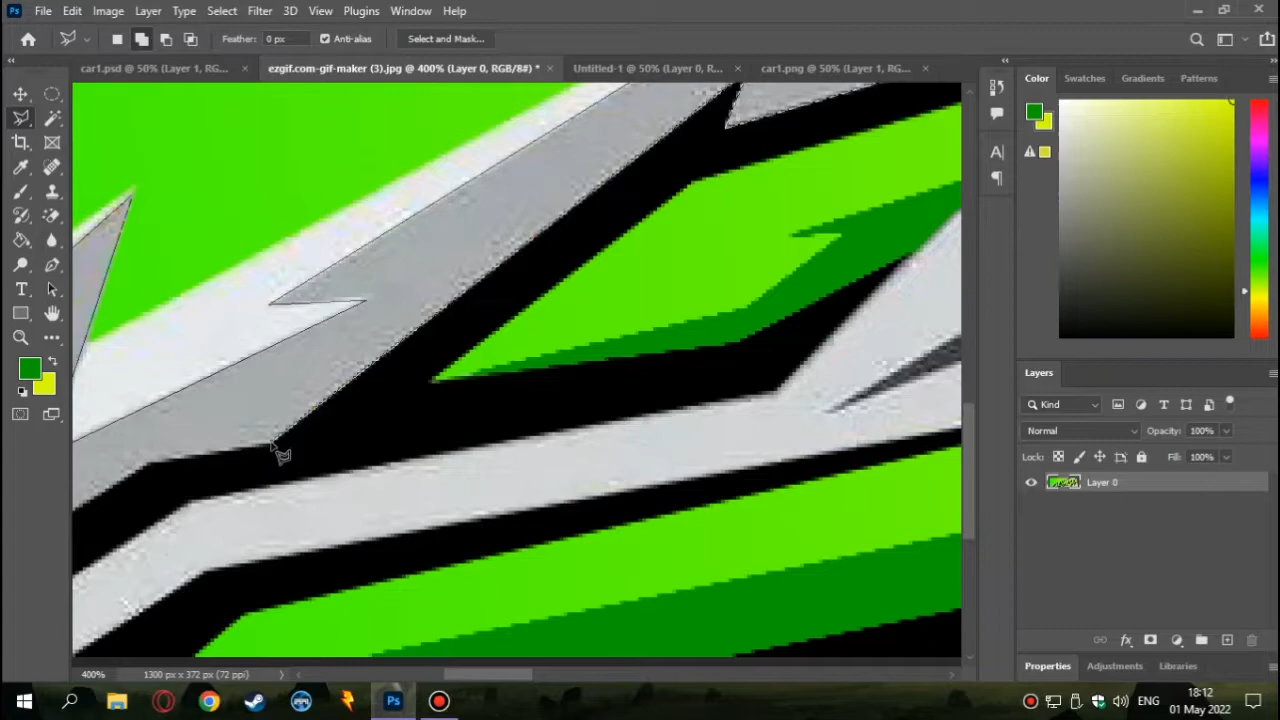 Ps File Edit Image Layer Type Select Filter 3D View Plugins Window Help
Feather: 0 px Anti-alias Select and Mask...
car1.psd @ 50% (Layer 1, RG... × ezgif.com-gif-maker (3).jpg @ 400% (Layer 0, RGB/8#) * × Untitled-1 @ 50% (Layer 0, R... × car1.png @ 50% (Layer 1, RG... ×
Color Swatches Gradients Patterns
Layers
Kind
Normal Opacity: 100%
Lock: Fill: 100%
Layer 0
Properties Adjustments Libraries
400% 1300 px x 372 px (72 ppi)
Ps ENG 18:12
01 May 2022